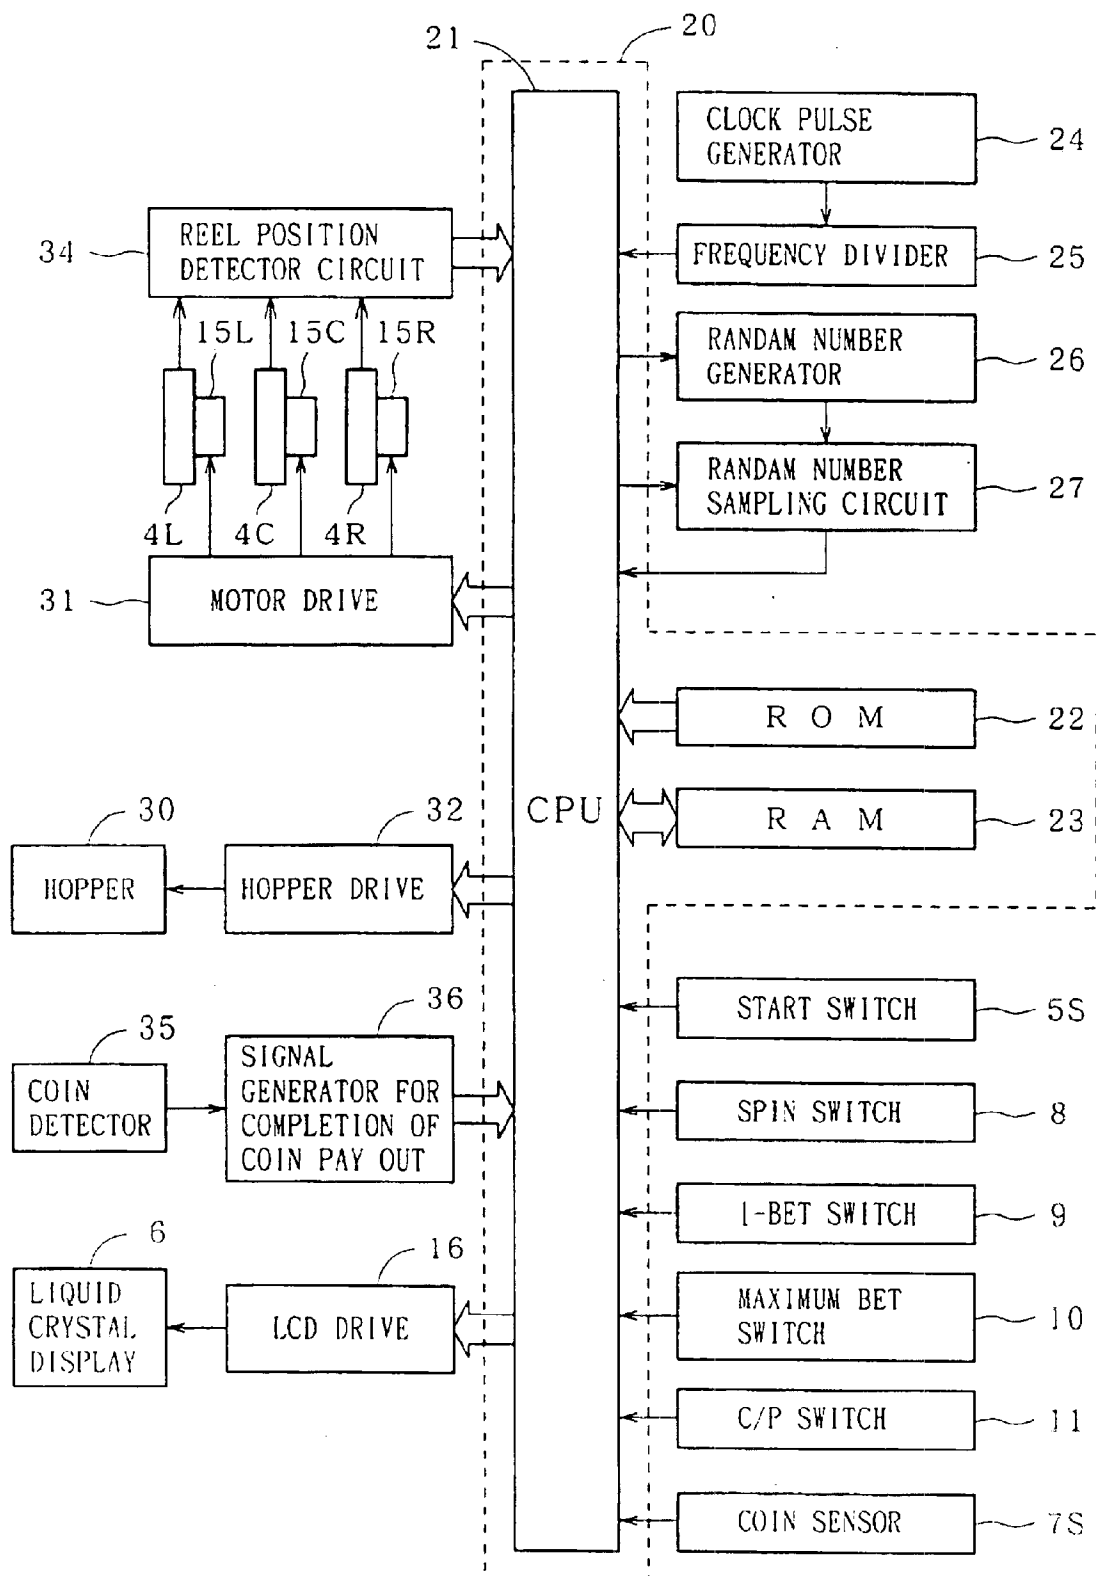 20
21
CLOCK PULSE
GENERATOR
24
REEL POSITION
DETECTOR CIRCUIT
34
FREQUENCY DIVIDER
25
15L
15C
15R
RANDAM NUMBER
GENERATOR
26
RANDAM NUMBER
SAMPLING CIRCUIT
27
4L
4C
4R
MOTOR DRIVE
31
ROM
22
CPU
RAM
23
30
32
HOPPER
HOPPER DRIVE
START SWITCH
5S
35
36
COIN
DETECTOR
SIGNAL
GENERATOR FOR
COMPLETION OF
COIN PAY OUT
SPIN SWITCH
8
1-BET SWITCH
9
6
16
LIQUID
CRYSTAL
DISPLAY
LCD DRIVE
MAXIMUM BET
SWITCH
10
C/P SWITCH
11
COIN SENSOR
7S